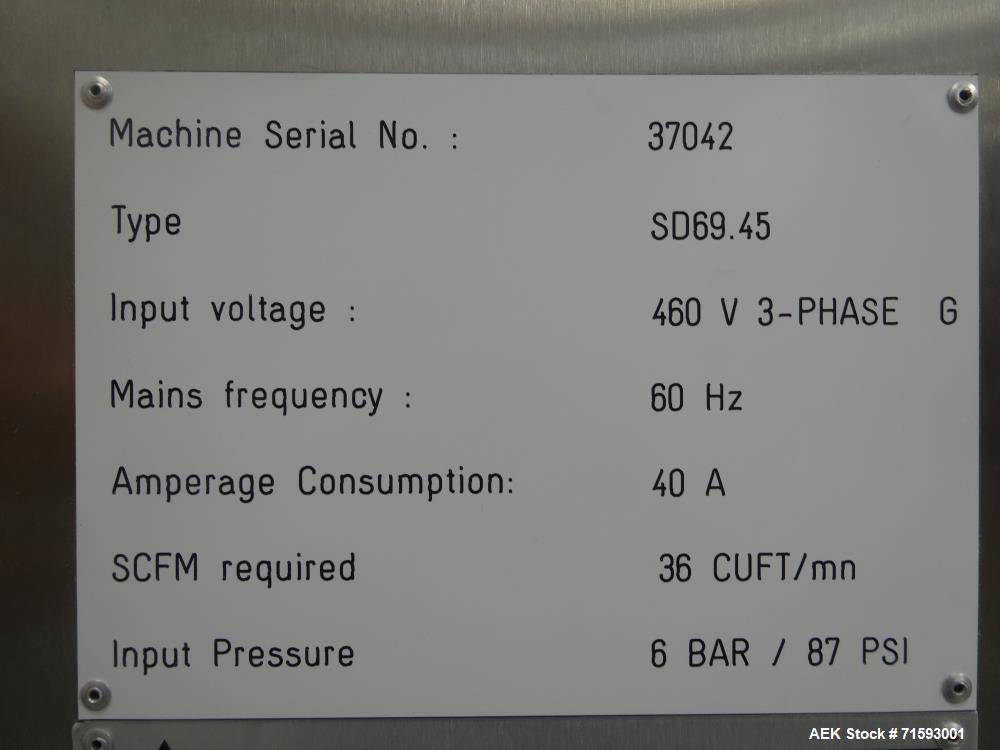 Machine Serial No. : 37042
Type SD69.45
Input voltage : 460 V 3-PHASE G
Mains frequency : 60 Hz
Amperage Consumption: 40 A
SCFM required 36 CUFT/mn
Input Pressure 6 BAR / 87 PSI
AEK Stock # 71593001